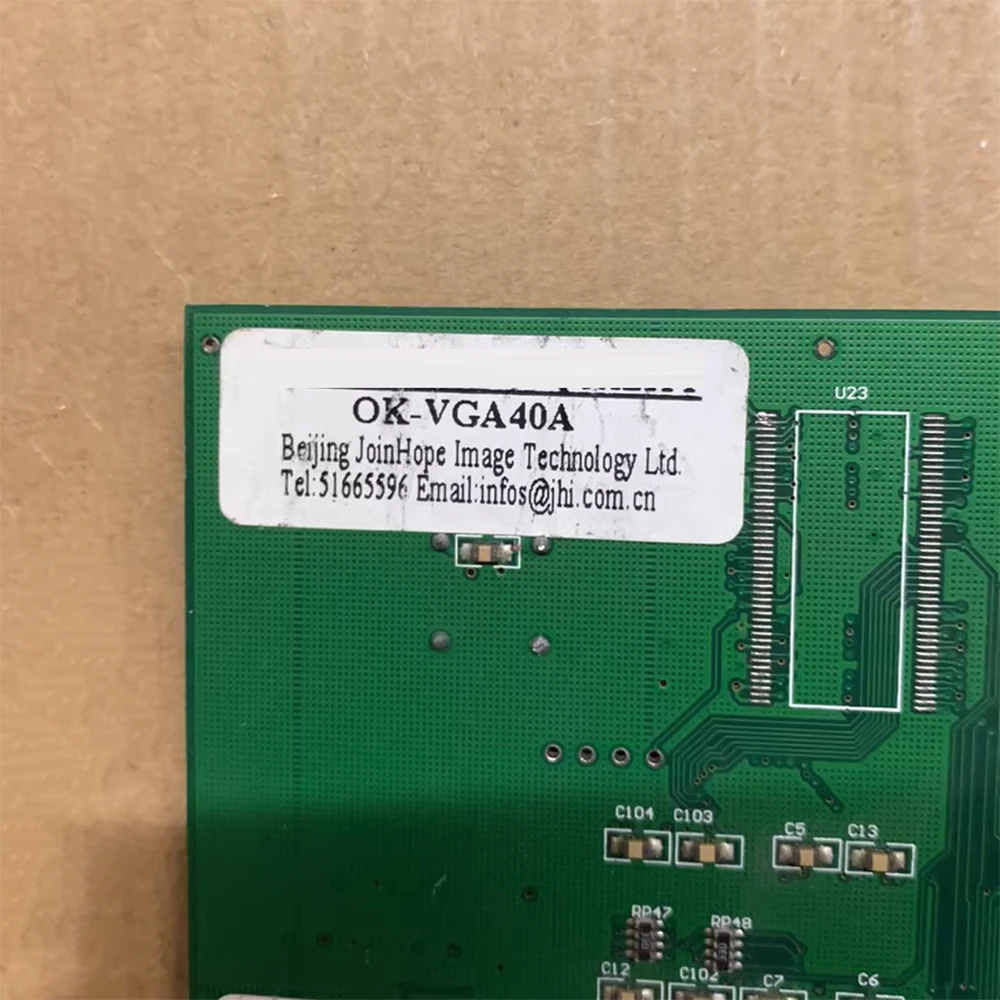 OK-VGA40A
Beijing JoinHope Image Technology Ltd.
Tel:51665596 Email:infos@jhi.com.cn
U23
C104 C103 C5 C13
RP47 RP48
C12 C102 C7 C6